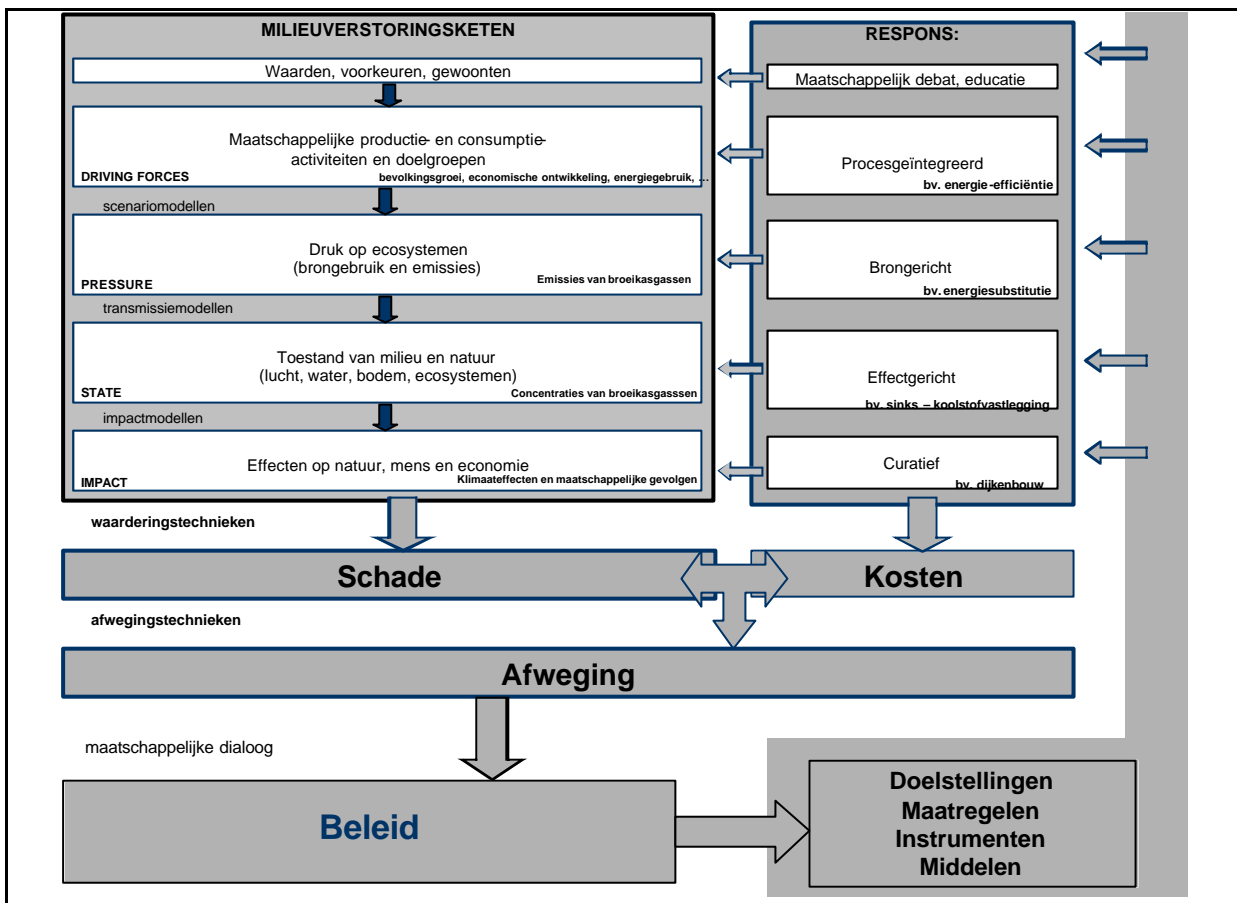 MILIEUVERSTORINGSKETEN
Waarden, voorkeuren, gewoonten
Maatschappelijke productie- en consumptie-
activiteiten en doelgroepen
DRIVING FORCES
bevolkingsgroei, economische ontwikkeling, energiegebruik, ...
scenariomodellen
Druk op ecosystemen
(brongebruik en emissies)
PRESSURE
Emissies van broeikasgassen
transmissiemodellen
Toestand van milieu en natuur
(lucht, water, bodem, ecosystemen)
STATE
Concentraties van broeikasgasssen
impactmodellen
Effecten op natuur, mens en economie
IMPACT
Klimaateffecten en maatschappelijke gevolgen
RESPONS:
Maatschappelijk debat, educatie
Procesgeïntegreerd
bv. energie-efficiëntie
Brongericht
bv. energiesubstitutie
Effectgericht
bv. sinks – koolstofvastlegging
Curatief
bv. dijkenbouw
waarderingstechnieken
Schade
Kosten
afwegingstechnieken
Afweging
maatschappelijke dialoog
Beleid
Doelstellingen
Maatregelen
Instrumenten
Middelen